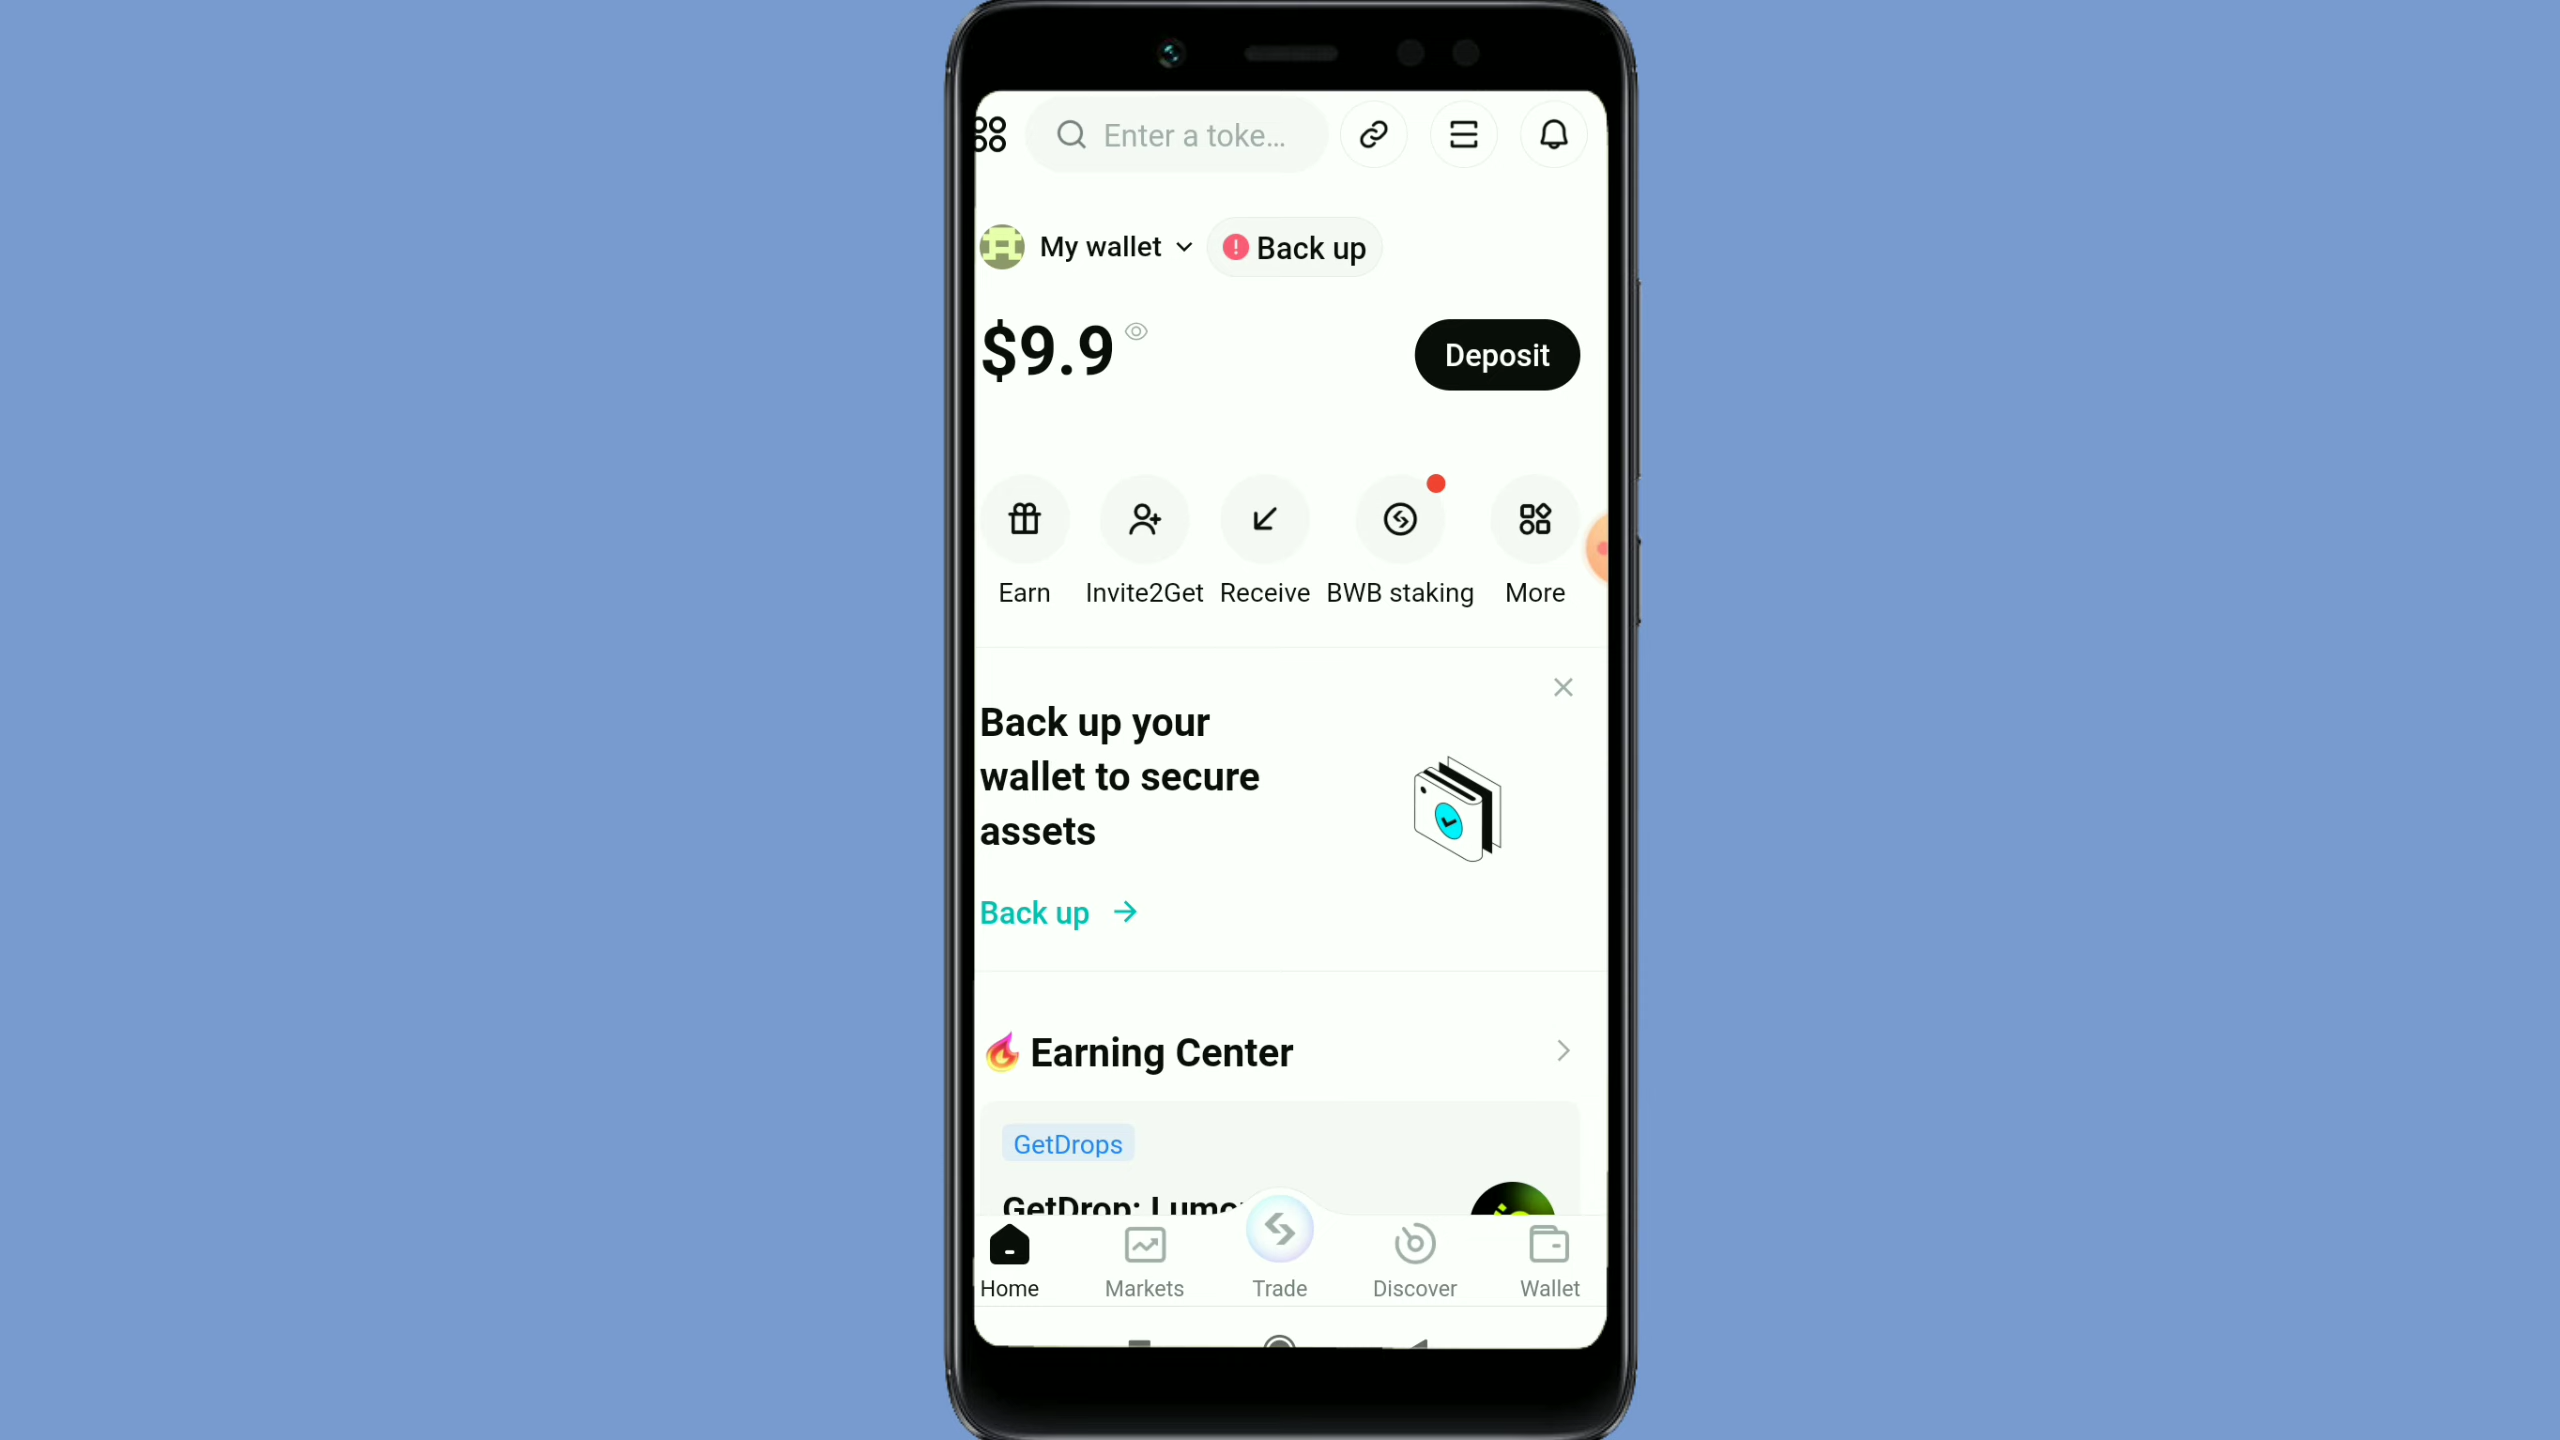 Enter a toke...
My wallet
Back up
$9.9
Deposit
Earn
Invite2Get
Receive
BWB staking
More
Back up your
wallet to secure
assets
Back up
Earning Center
GetDrops
GetDrop:
Home
Markets
Trade
Discover
Wallet